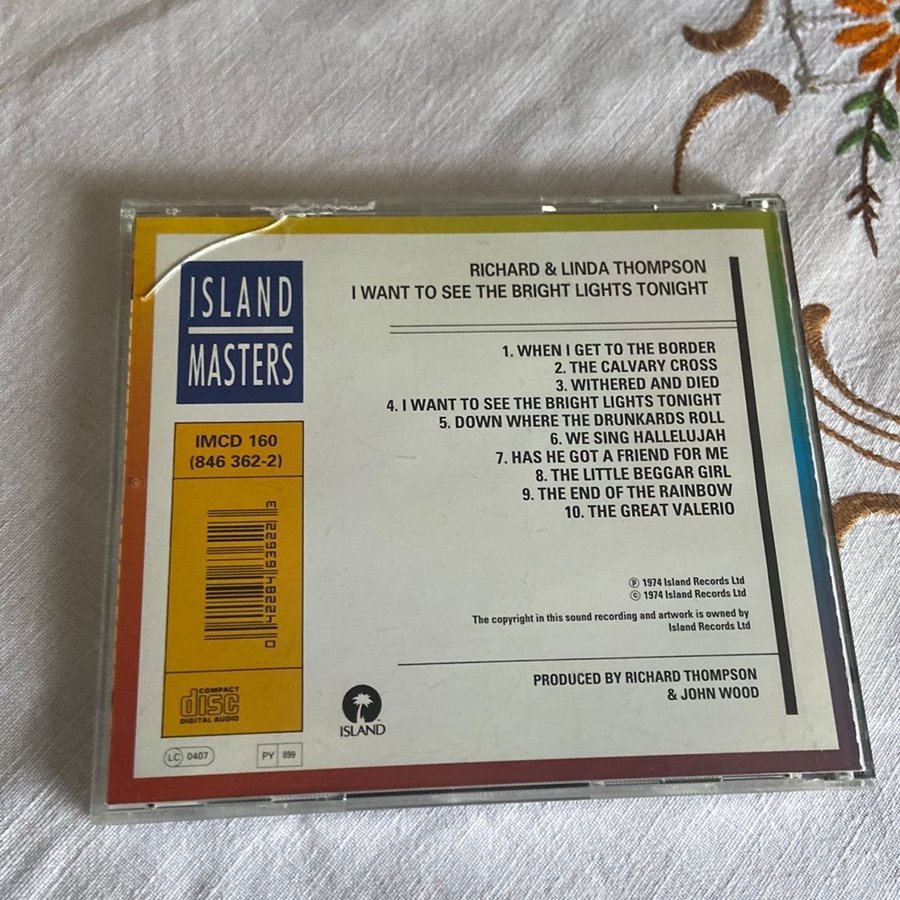 ISLAND
MASTERS
IMCD 160
(846 362-2)
COMPACT
disc
DIGITAL AUDIO
LC 0407
PY 899
RICHARD & LINDA THOMPSON
I WANT TO SEE THE BRIGHT LIGHTS TONIGHT
1. WHEN I GET TO THE BORDER
2. THE CALVARY CROSS
3. WITHERED AND DIED
4. I WANT TO SEE THE BRIGHT LIGHTS TONIGHT
5. DOWN WHERE THE DRUNKARDS ROLL
6. WE SING HALLELUJAH
7. HAS HE GOT A FRIEND FOR ME
8. THE LITTLE BEGGAR GIRL
9. THE END OF THE RAINBOW
10. THE GREAT VALERIO
℗ 1974 Island Records Ltd
© 1974 Island Records Ltd
The copyright in this sound recording and artwork is owned by
Island Records Ltd
PRODUCED BY RICHARD THOMPSON
& JOHN WOOD
ISLAND